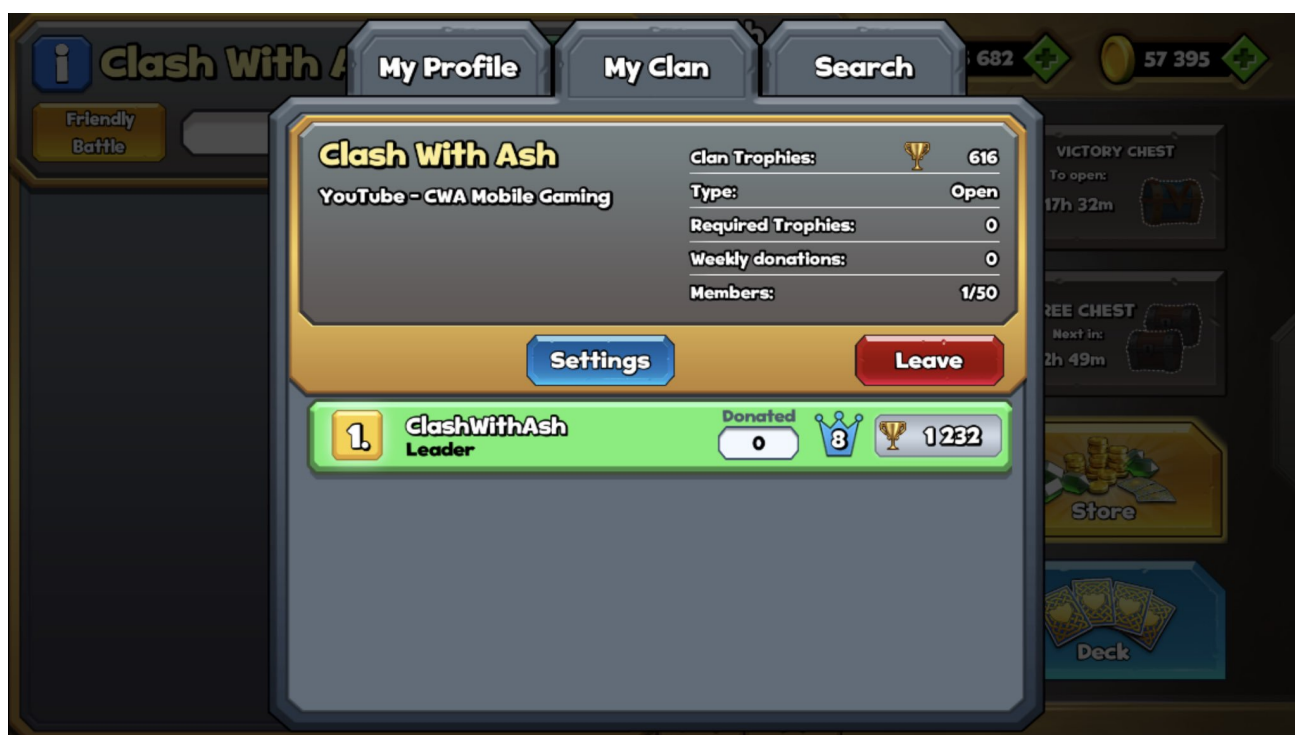 My Profile
My Clan
Search
Clash With A
682
57 395
Friendly
Battle
Clash With Ash
YouTube - CWA Mobile Gaming
Clan Trophies: 616
Type: Open
Required Trophies: 0
Weekly donations: 0
Members: 1/50
Settings
Leave
1.
ClashWithAsh
Leader
Donated
0
8
1232
VICTORY CHEST
To open:
17h 32m
REE CHEST
Next in:
2h 49m
Store
Deck